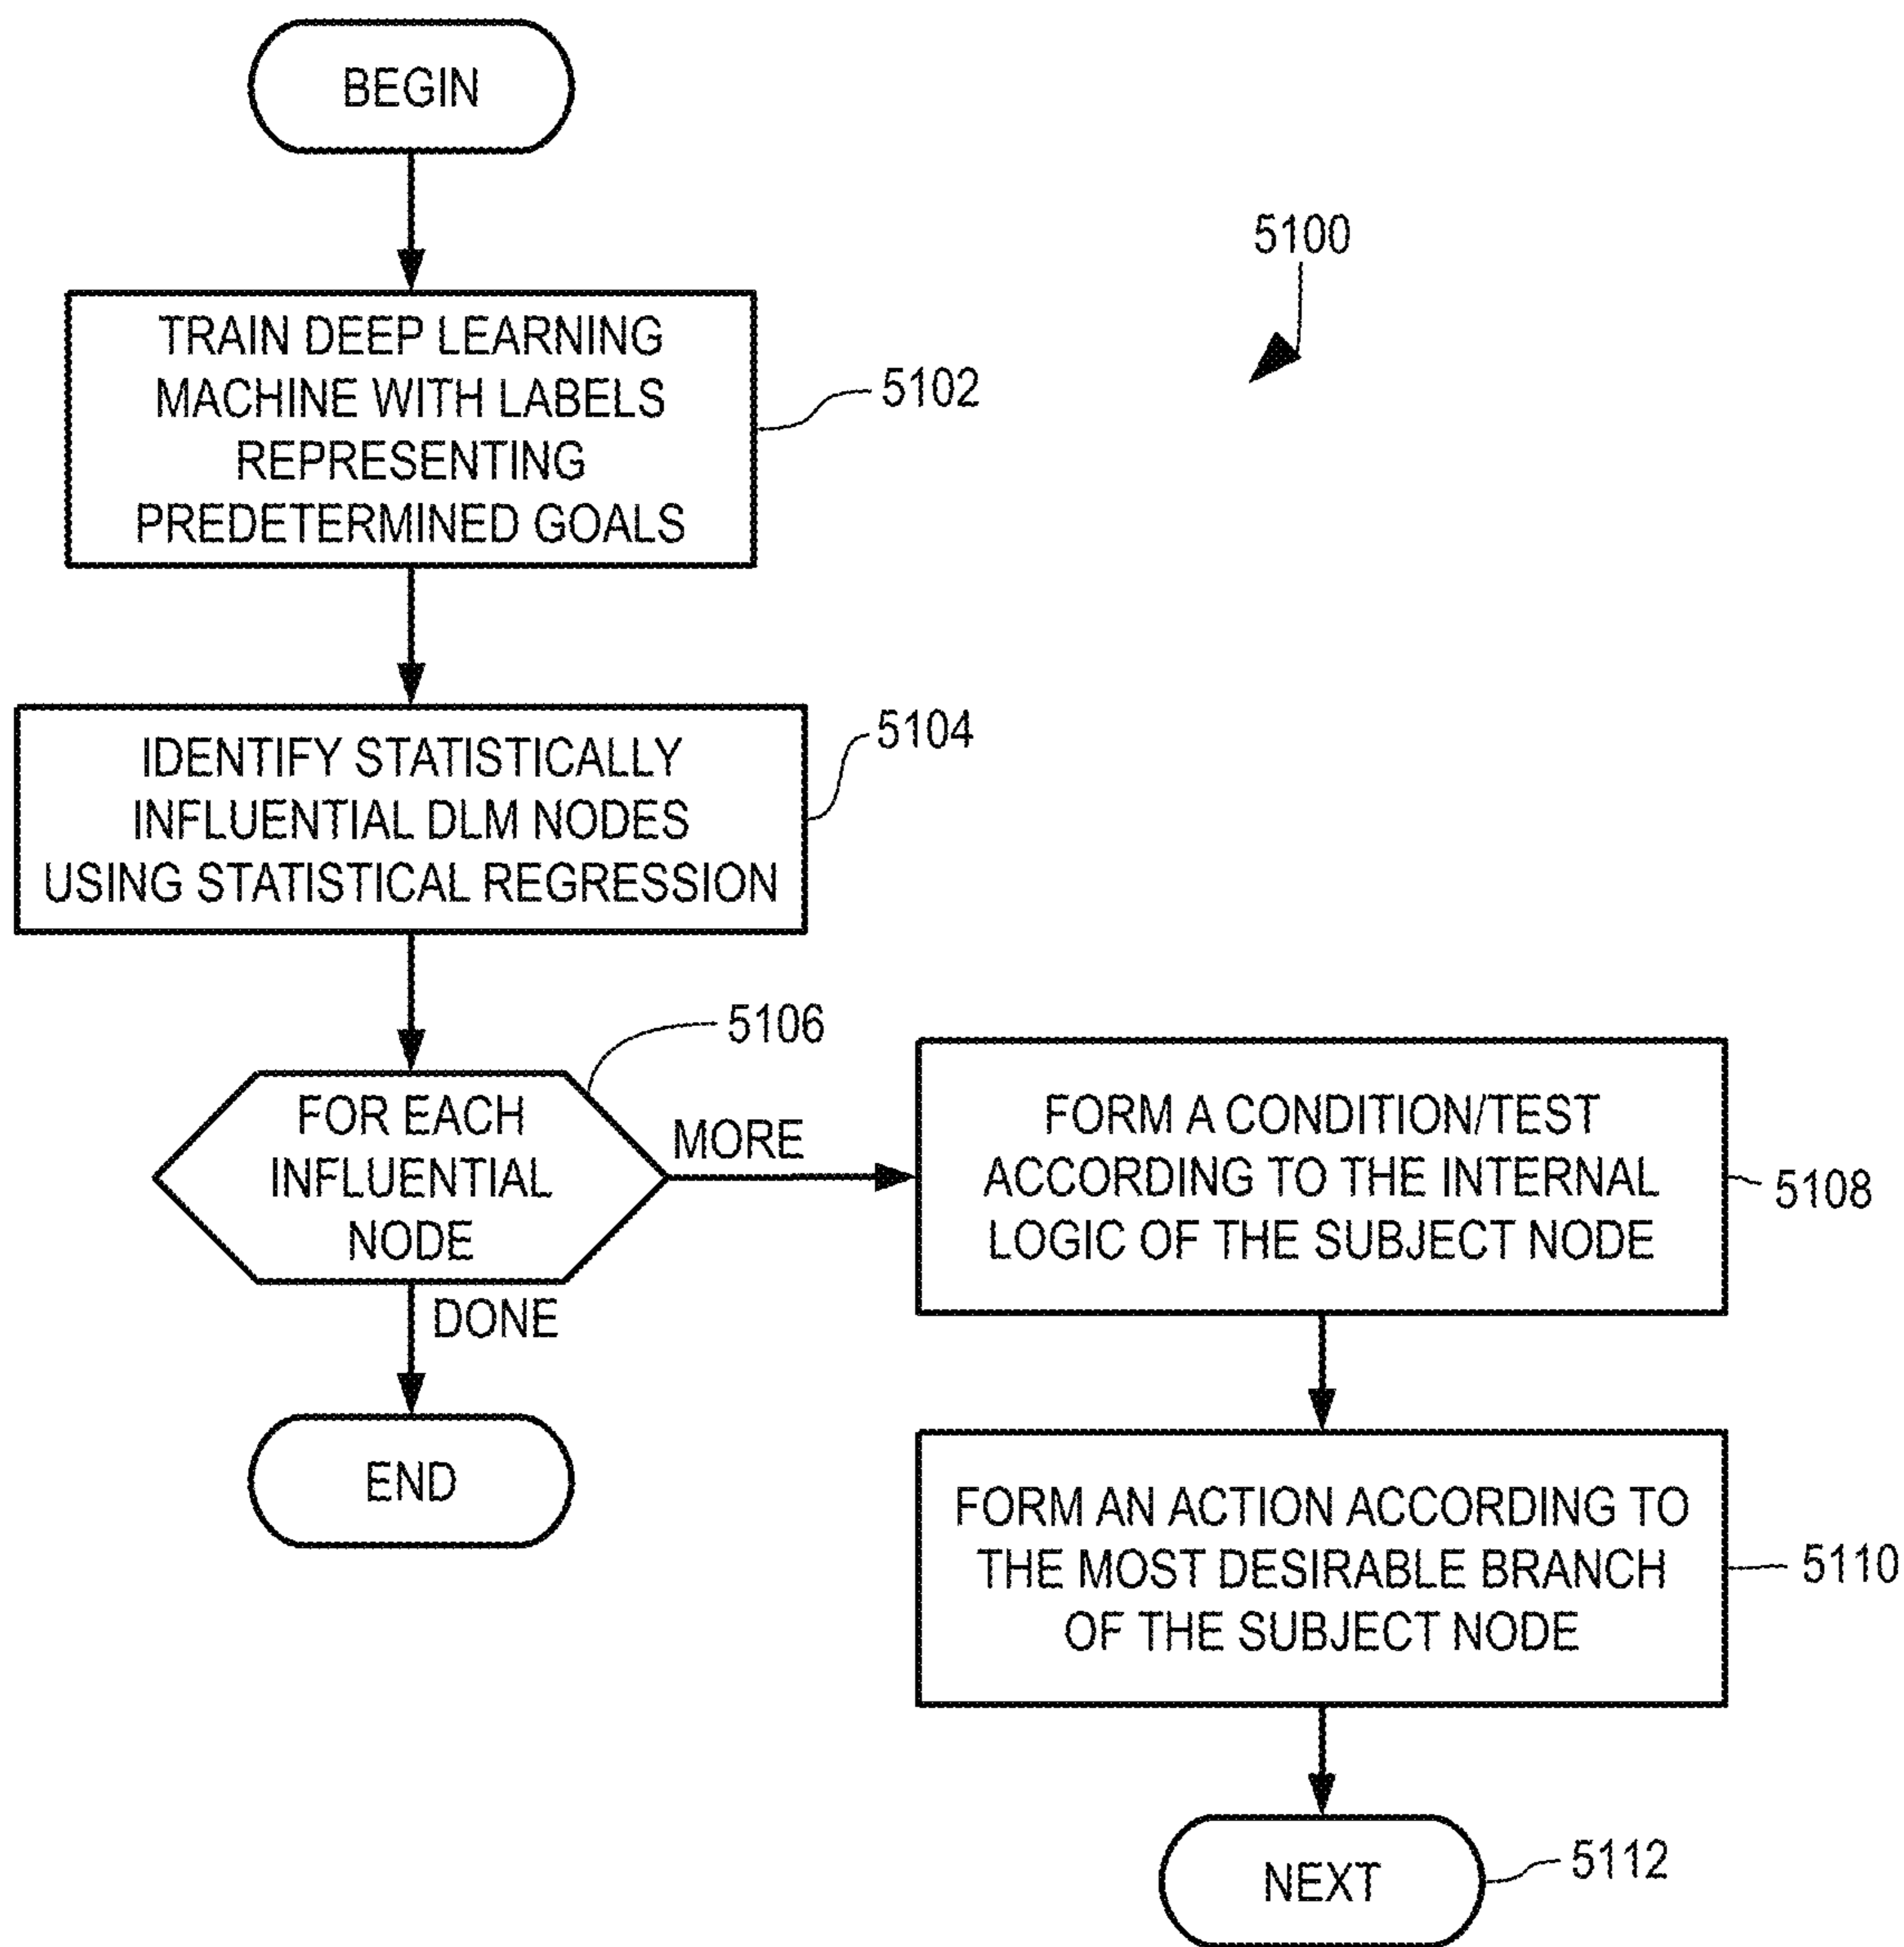 BEGIN
5100
TRAIN DEEP LEARNING
MACHINE WITH LABELS
REPRESENTING
PREDETERMINED GOALS
5102
IDENTIFY STATISTICALLY
INFLUENTIAL DLM NODES
USING STATISTICAL REGRESSION
5104
FOR EACH
INFLUENTIAL
NODE
5106
MORE
DONE
END
FORM A CONDITION/TEST
ACCORDING TO THE INTERNAL
LOGIC OF THE SUBJECT NODE
5108
FORM AN ACTION ACCORDING TO
THE MOST DESIRABLE BRANCH
OF THE SUBJECT NODE
5110
NEXT
5112